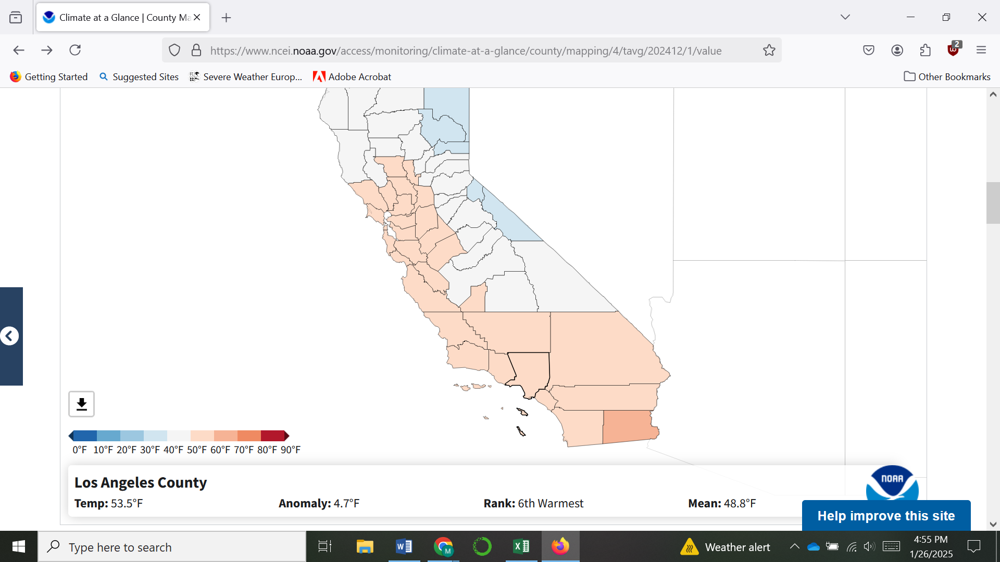 Climate at a Glance | County Ma
https://www.ncei.noaa.gov/access/monitoring/climate-at-a-glance/county/mapping/4/tavg/202412/1/value
2
Getting Started Suggested Sites Severe Weather Europ... Adobe Acrobat Other Bookmarks
0°F 10°F 20°F 30°F 40°F 50°F 60°F 70°F 80°F 90°F
Los Angeles County
Temp: 53.5°F Anomaly: 4.7°F Rank: 6th Warmest Mean: 48.8°F
NOAA
Help improve this site
Type here to search
W
M
X
Weather alert
4:55 PM
1/26/2025